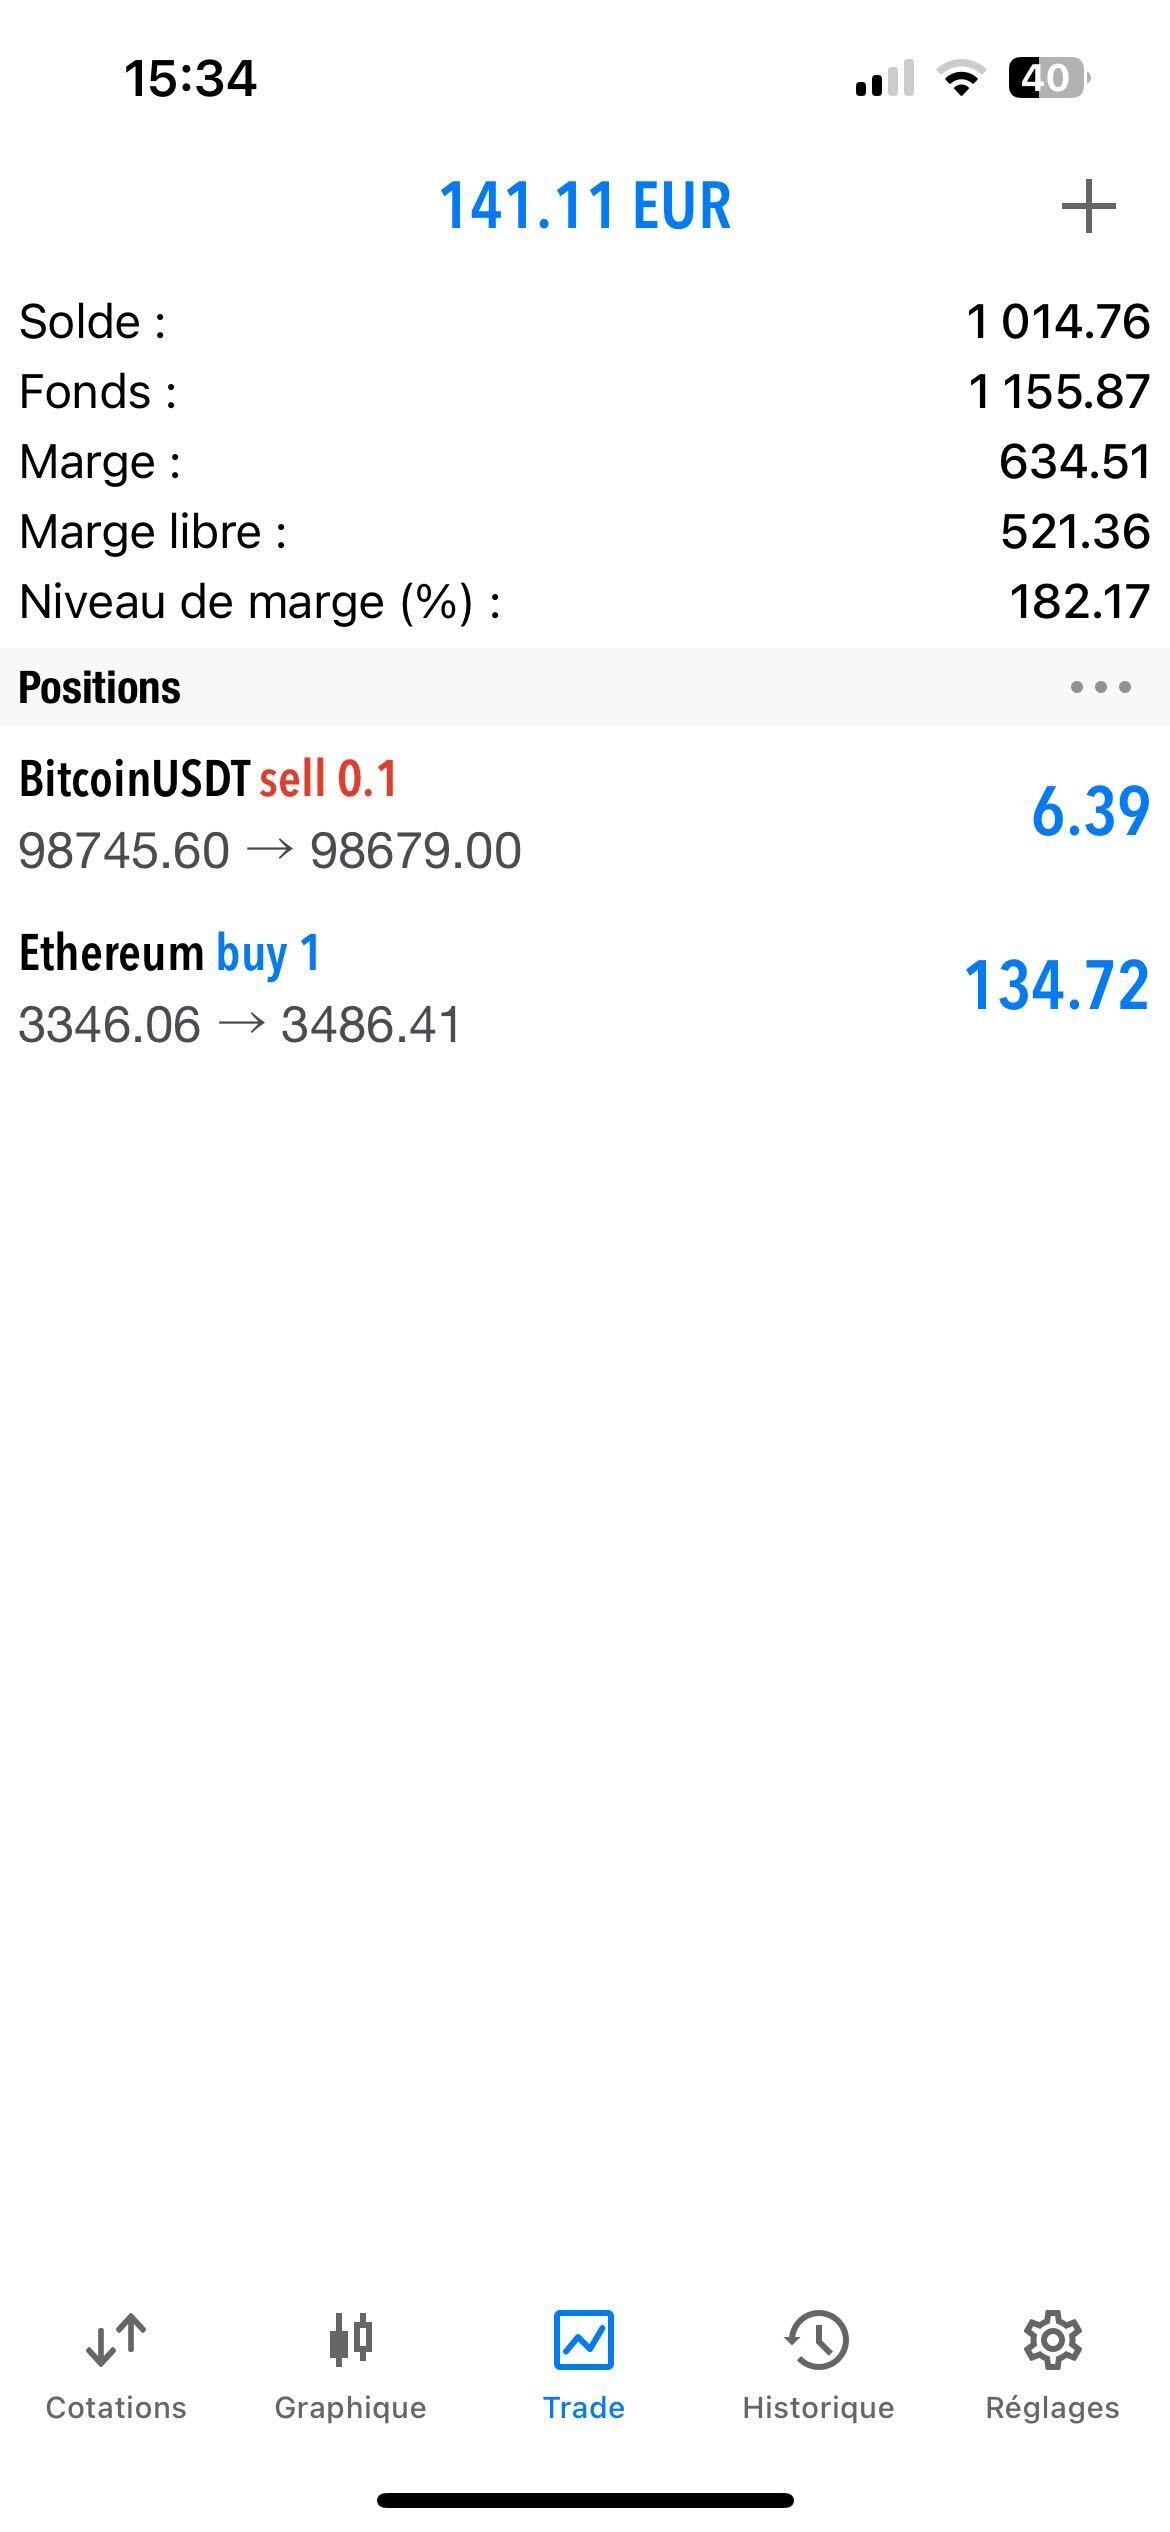 15:34
40
141.11 EUR
Solde : 1 014.76
Fonds : 1 155.87
Marge : 634.51
Marge libre : 521.36
Niveau de marge (%) : 182.17
Positions
BitcoinUSDT sell 0.1
6.39
98745.60 → 98679.00
Ethereum buy 1
134.72
3346.06 → 3486.41
Cotations Graphique Trade Historique Réglages